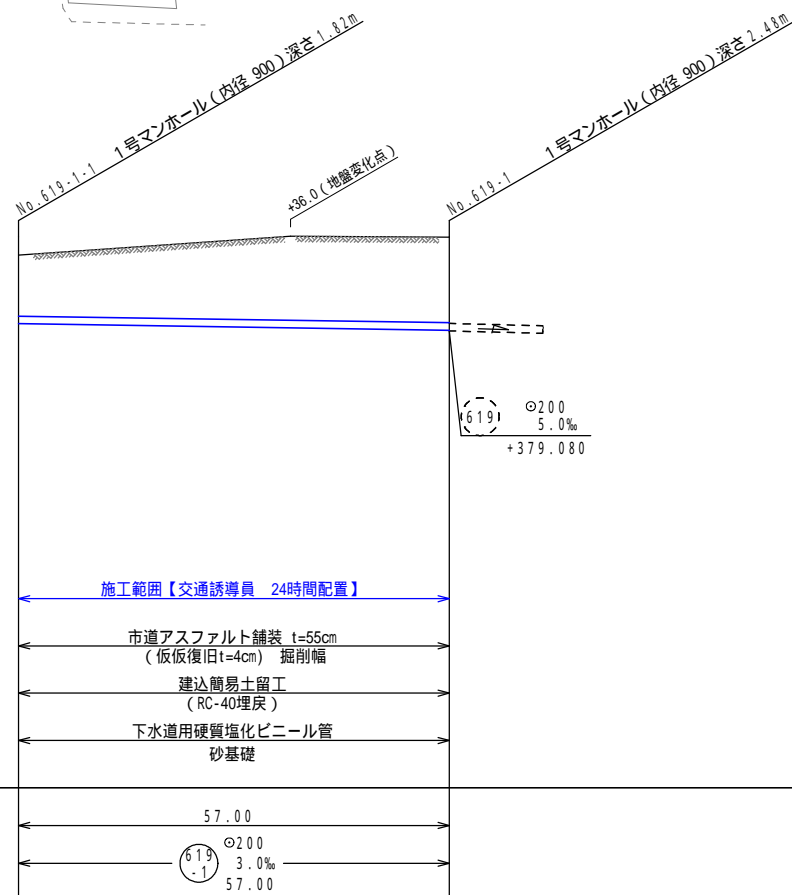 No.619-1-1 1号マンホール(内径 900)深さ1.82m
+36.0(地盤変化点)
No.619-1 1号マンホール(内径 900)深さ2.48m
619
⊙200
5.0‰
+379.080
施工範囲【交通誘導員 24時間配置】
市道アスファルト舗装 t=55cm
(仮仮復旧t=4cm) 掘削幅
建込簡易土留工
(RC-40埋戻)
下水道用硬質塩化ビニール管
砂基礎
57.00
619
-1
⊙200
3.0‰
57.00